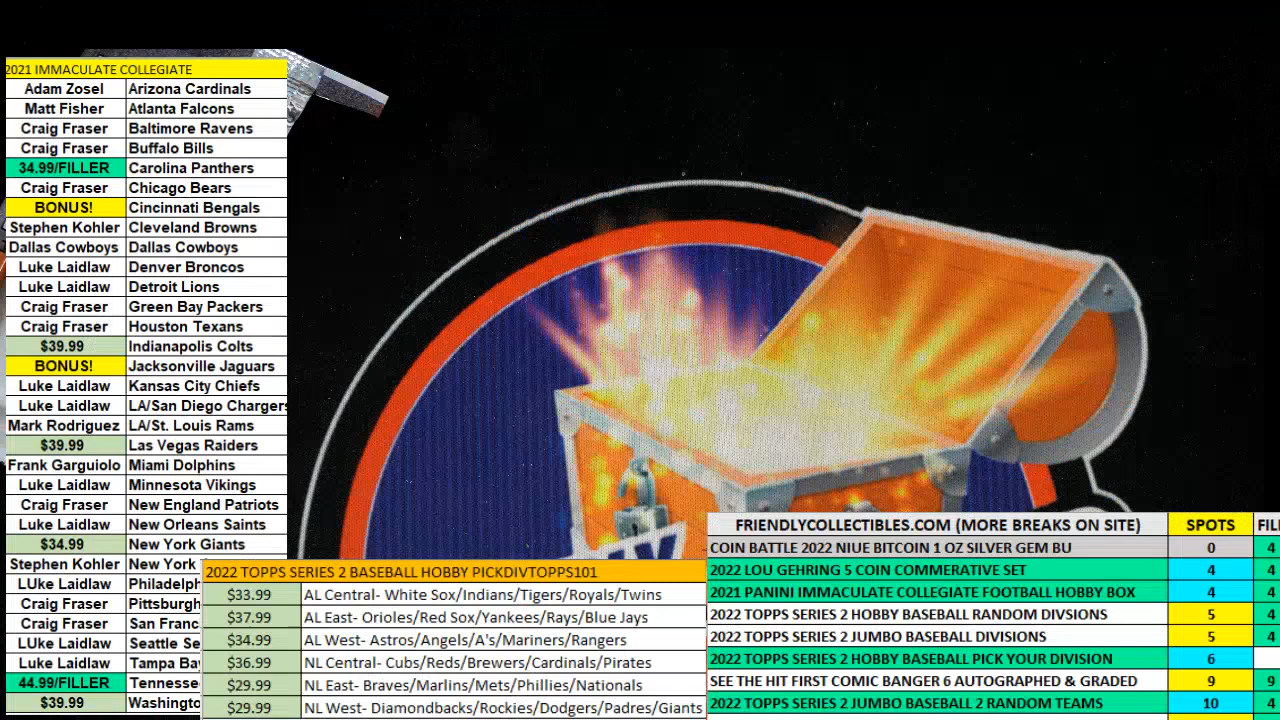 2021 IMMACULATE COLLEGIATE
Adam Zosel Arizona Cardinals
Matt Fisher Atlanta Falcons
Craig Fraser Baltimore Ravens
Craig Fraser Buffalo Bills
34.99/FILLER Carolina Panthers
Craig Fraser Chicago Bears
BONUS! Cincinnati Bengals
Stephen Kohler Cleveland Browns
Dallas Cowboys Dallas Cowboys
Luke Laidlaw Denver Broncos
Luke Laidlaw Detroit Lions
Craig Fraser Green Bay Packers
Craig Fraser Houston Texans
$39.99 Indianapolis Colts
BONUS! Jacksonville Jaguars
Luke Laidlaw Kansas City Chiefs
Luke Laidlaw LA/San Diego Chargers
Mark Rodriguez LA/St. Louis Rams
$39.99 Las Vegas Raiders
Frank Garguiolo Miami Dolphins
Luke Laidlaw Minnesota Vikings
Craig Fraser New England Patriots
Luke Laidlaw New Orleans Saints
$34.99 New York Giants
Stephen Kohler New York
LUke Laidlaw Philadelph
Craig Fraser Pittsburgh
Craig Fraser San Franc
LUke Laidlaw Seattle Se
Luke Laidlaw Tampa Bay
44.99/FILLER Tennesse
$39.99 Washingto
2022 TOPPS SERIES 2 BASEBALL HOBBY PICKDIVTOPPS101
$33.99 AL Central- White Sox/Indians/Tigers/Royals/Twins
$37.99 AL East- Orioles/Red Sox/Yankees/Rays/Blue Jays
$34.99 AL West- Astros/Angels/A's/Mariners/Rangers
$36.99 NL Central- Cubs/Reds/Brewers/Cardinals/Pirates
$29.99 NL East- Braves/Marlins/Mets/Phillies/Nationals
$29.99 NL West- Diamondbacks/Rockies/Dodgers/Padres/Giants
FRIENDLYCOLLECTIBLES.COM (MORE BREAKS ON SITE) SPOTS FIL
COIN BATTLE 2022 NIUE BITCOIN 1 OZ SILVER GEM BU 0 4
2022 LOU GEHRING 5 COIN COMMERATIVE SET 4 4
2021 PANINI IMMACULATE COLLEGIATE FOOTBALL HOBBY BOX 4 4
2022 TOPPS SERIES 2 HOBBY BASEBALL RANDOM DIVSIONS 5 4
2022 TOPPS SERIES 2 JUMBO BASEBALL DIVISIONS 5 4
2022 TOPPS SERIES 2 HOBBY BASEBALL PICK YOUR DIVISION 6
SEE THE HIT FIRST COMIC BANGER 6 AUTOGRAPHED & GRADED 9 9
2022 TOPPS SERIES 2 JUMBO BASEBALL 2 RANDOM TEAMS 10 4